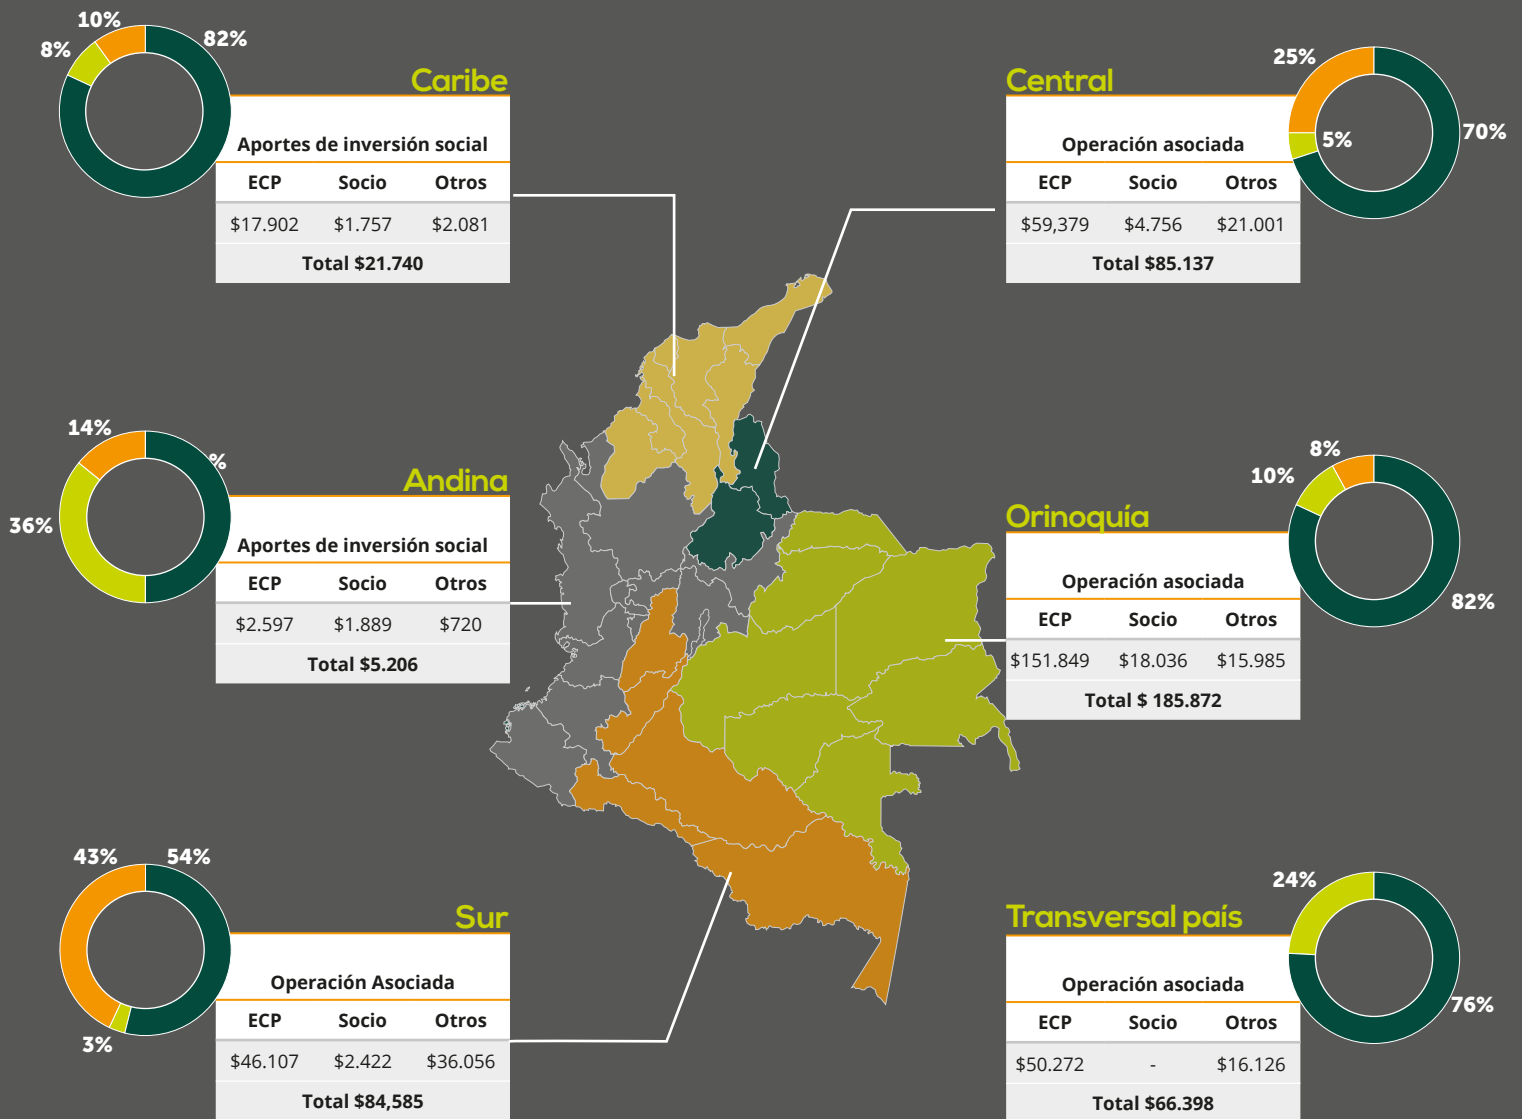 10%
82%
8%
Caribe
Aportes de inversión social
ECP Socio Otros
$17.902 $1.757 $2.081
Total $21.740
25%
70%
5%
Central
Operación asociada
ECP Socio Otros
$59,379 $4.756 $21.001
Total $85.137
14%
%
36%
Andina
Aportes de inversión social
ECP Socio Otros
$2.597 $1.889 $720
Total $5.206
8%
10%
82%
Orinoquía
Operación asociada
ECP Socio Otros
$151.849 $18.036 $15.985
Total $ 185.872
43%
54%
3%
Sur
Operación Asociada
ECP Socio Otros
$46.107 $2.422 $36.056
Total $84,585
24%
76%
Transversal país
Operación asociada
ECP Socio Otros
$50.272 - $16.126
Total $66.398